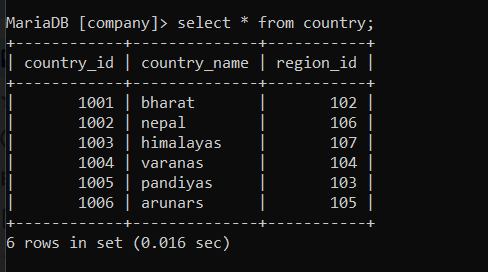 MariaDB [company]> select * from country;
+------------+--------------+-----------+
| country_id | country_name | region_id |
+------------+--------------+-----------+
|       1001 | bharat       |       102 |
|       1002 | nepal        |       106 |
|       1003 | himalayas    |       107 |
|       1004 | varanas      |       104 |
|       1005 | pandiyas     |       103 |
|       1006 | arunars      |       105 |
+------------+--------------+-----------+
6 rows in set (0.016 sec)